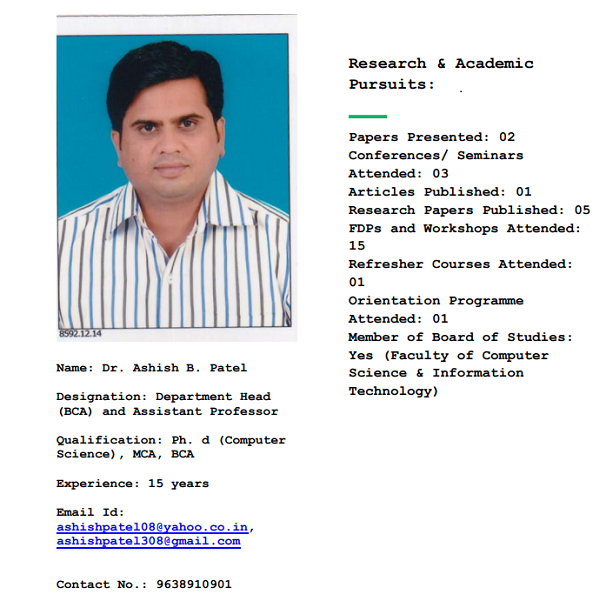 8592.12.14
Name: Dr. Ashish B. Patel
Designation: Department Head
(BCA) and Assistant Professor
Qualification: Ph. d (Computer
Science), MCA, BCA
Experience: 15 years
Email Id:
ashishpatel08@yahoo.co.in,
ashishpatel308@gmail.com
Contact No.: 9638910901
Research & Academic
Pursuits: .
Papers Presented: 02
Conferences/ Seminars
Attended: 03
Articles Published: 01
Research Papers Published: 05
FDPs and Workshops Attended:
15
Refresher Courses Attended:
01
Orientation Programme
Attended: 01
Member of Board of Studies:
Yes (Faculty of Computer
Science & Information
Technology)